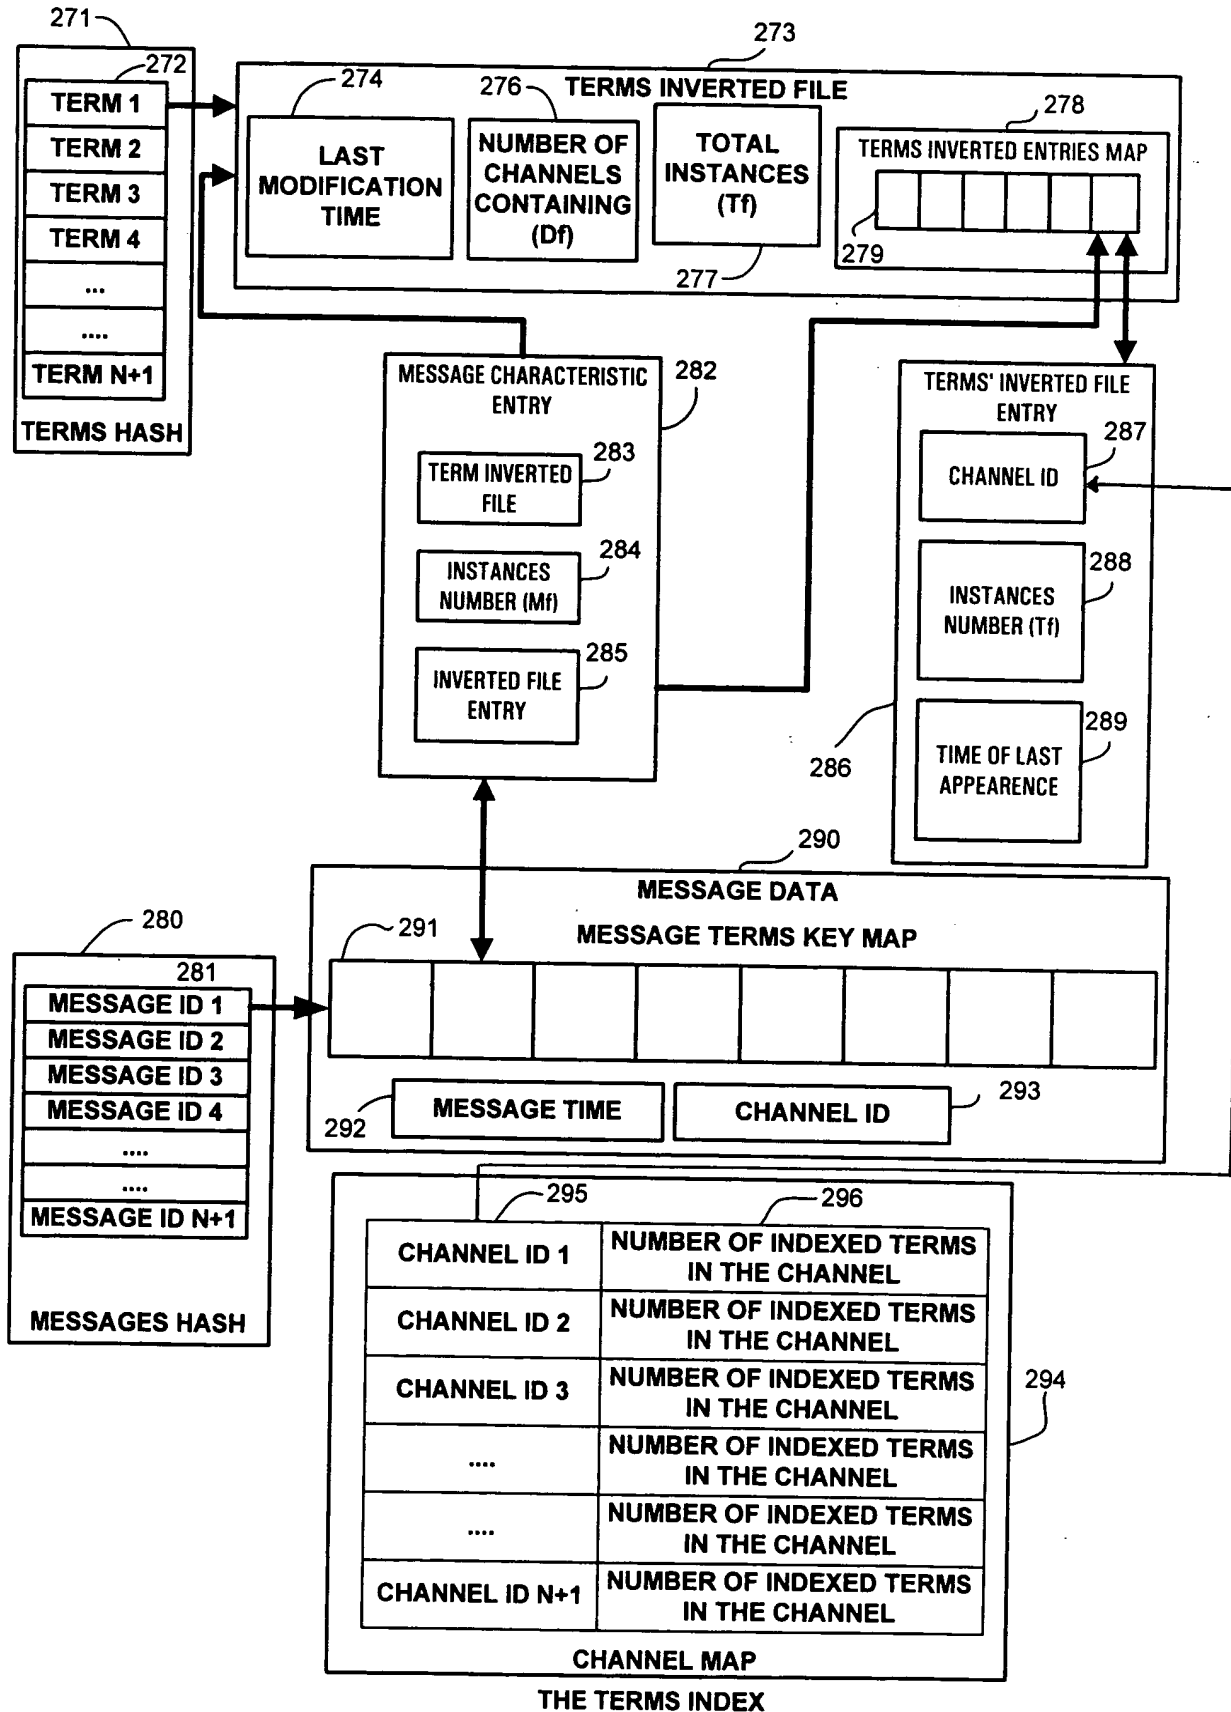 271
272
TERM 1
TERM 2
TERM 3
TERM 4
...
....
TERM N+1
TERMS HASH
273
TERMS INVERTED FILE
274
LAST
MODIFICATION
TIME
276
NUMBER OF
CHANNELS
CONTAINING
(Df)
TOTAL
INSTANCES
(Tf)
277
278
TERMS INVERTED ENTRIES MAP
279
MESSAGE CHARACTERISTIC
ENTRY
282
TERM INVERTED
FILE
283
INSTANCES
NUMBER (Mf)
284
INVERTED FILE
ENTRY
285
TERMS' INVERTED FILE
ENTRY
287
CHANNEL ID
288
INSTANCES
NUMBER (Tf)
289
TIME OF LAST
APPEARENCE
286
290
MESSAGE DATA
MESSAGE TERMS KEY MAP
291
MESSAGE TIME
292
CHANNEL ID
293
280
281
MESSAGE ID 1
MESSAGE ID 2
MESSAGE ID 3
MESSAGE ID 4
....
....
MESSAGE ID N+1
MESSAGES HASH
295
296
CHANNEL ID 1
NUMBER OF INDEXED TERMS
IN THE CHANNEL
CHANNEL ID 2
NUMBER OF INDEXED TERMS
IN THE CHANNEL
CHANNEL ID 3
NUMBER OF INDEXED TERMS
IN THE CHANNEL
....
NUMBER OF INDEXED TERMS
IN THE CHANNEL
....
NUMBER OF INDEXED TERMS
IN THE CHANNEL
CHANNEL ID N+1
NUMBER OF INDEXED TERMS
IN THE CHANNEL
294
CHANNEL MAP
THE TERMS INDEX